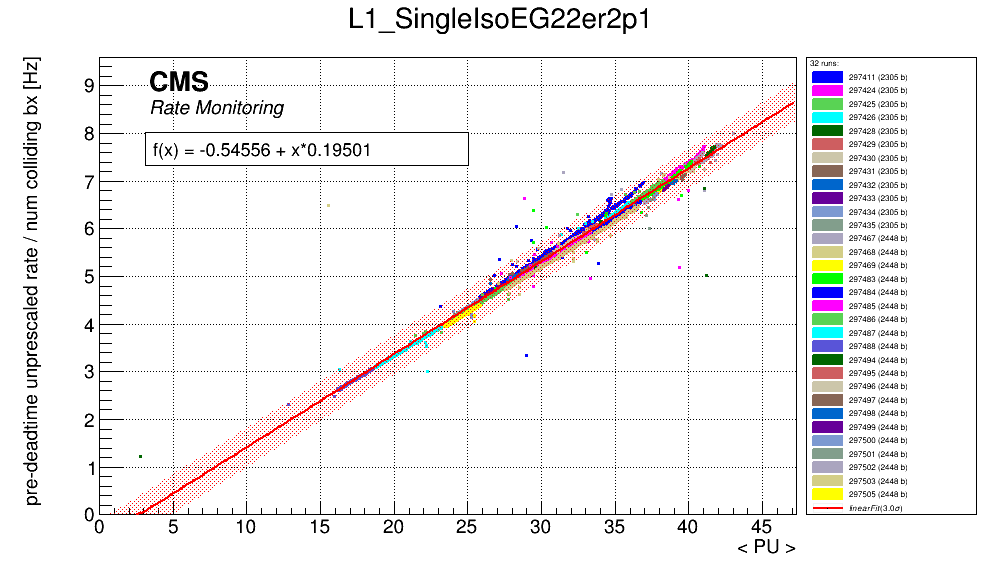 L1_SingleIsoEG22er2p1
pre-deadtime unprescaled rate / num colliding bx [Hz]
CMS
Rate Monitoring
f(x) = -0.54556 + x*0.19501
9
8
7
6
5
4
3
2
1
0
0 5 10 15 20 25 30 35 40 45
< PU >
32 runs:
297411 (2305 b)
297424 (2305 b)
297425 (2305 b)
297426 (2305 b)
297428 (2305 b)
297429 (2305 b)
297430 (2305 b)
297431 (2305 b)
297432 (2305 b)
297433 (2305 b)
297434 (2305 b)
297435 (2305 b)
297467 (2448 b)
297468 (2448 b)
297469 (2448 b)
297483 (2448 b)
297484 (2448 b)
297485 (2448 b)
297486 (2448 b)
297487 (2448 b)
297488 (2448 b)
297494 (2448 b)
297495 (2448 b)
297496 (2448 b)
297497 (2448 b)
297498 (2448 b)
297499 (2448 b)
297500 (2448 b)
297501 (2448 b)
297502 (2448 b)
297503 (2448 b)
297505 (2448 b)
linearFit(3.0σ)